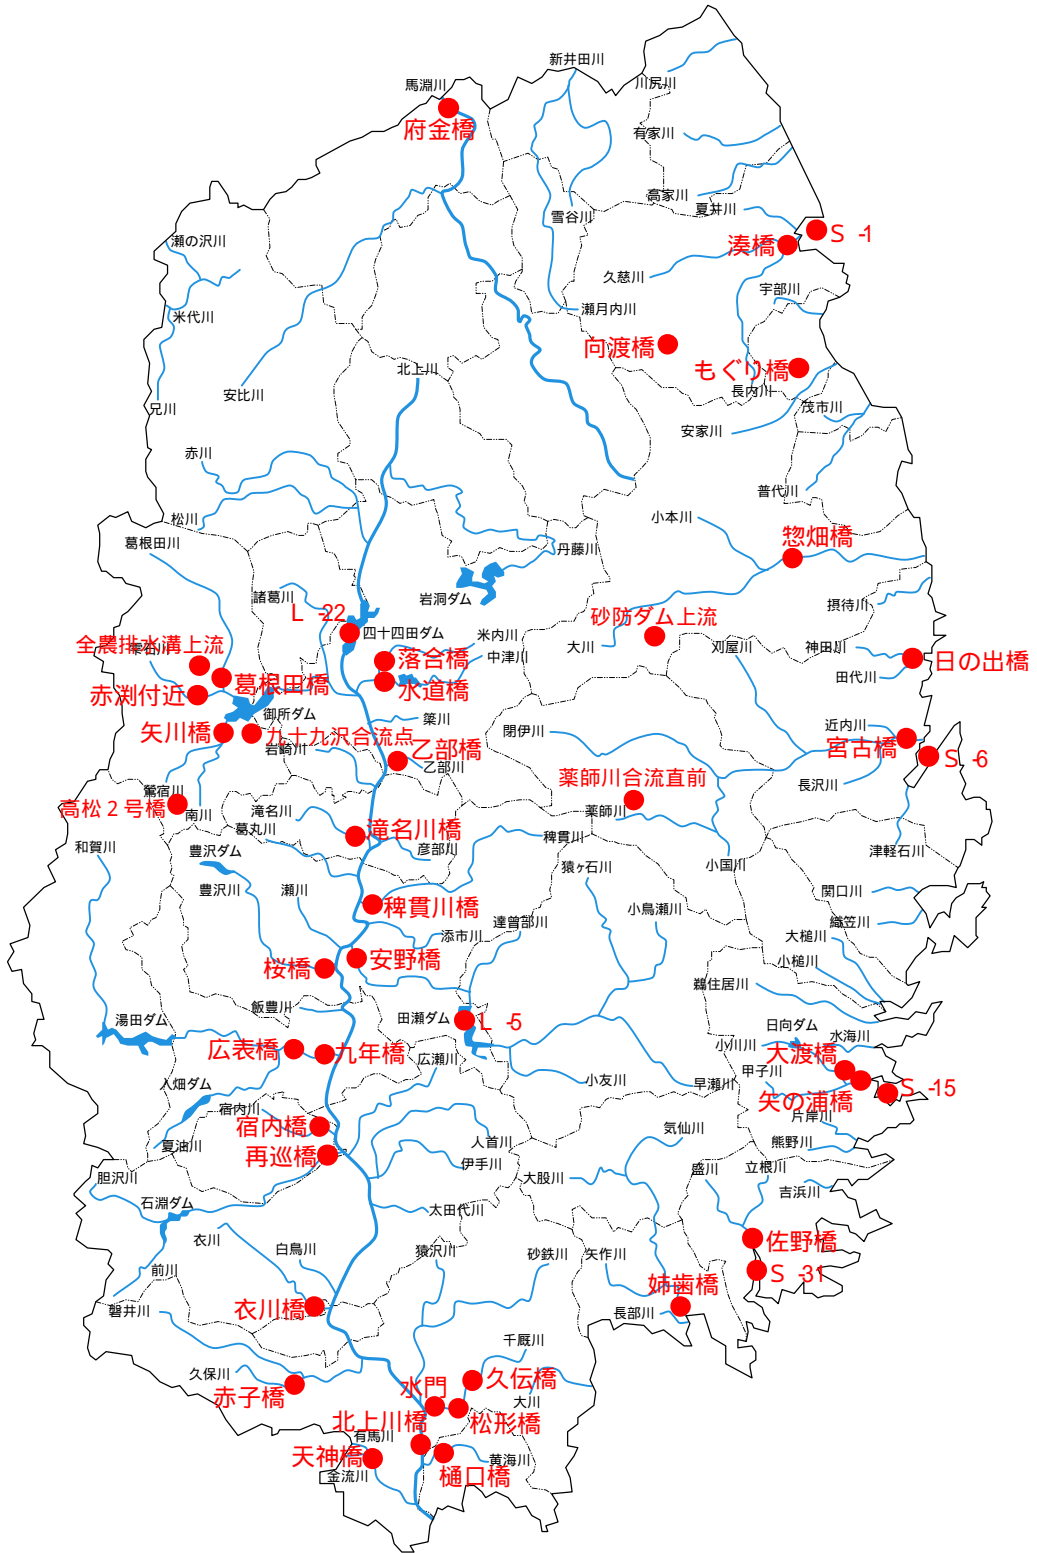 新井田川
川尻川
馬淵川
府金橋
有家川
高家川
夏井川
雪谷川
S -1
瀬の沢川
湊橋
久慈川
宇部川
瀬月内川
米代川
向渡橋
もぐり橋
北上川
長内川
安比川
兄川
茂市川
安家川
赤川
普代川
松川
小本川
惣畑橋
葛根田川
丹藤川
諸葛川
岩洞ダム
摂待川
L -22
砂防ダム上流
四十四田ダム
米内川
全農排水溝上流
大川
刈屋川
神田川
落合橋
中津川
日の出橋
田代川
葛根田橋
水道橋
赤渕付近
御所ダム
簗川
近内川
矢川橋
九十九沢合流点
閉伊川
宮古橋
岩崎川
乙部橋
S -6
乙部川
薬師川合流直前
長沢川
鶯宿川
高松2号橋
南川
滝名川
薬師川
葛丸川
滝名川橋
稗貫川
和賀川
豊沢ダム
彦部川
津軽石川
猿ヶ石川
小国川
豊沢川
瀬川
関口川
稗貫川橋
小烏瀬川
達曽部川
織笠川
添市川
大槌川
桜橋
安野橋
小槌川
鵜住居川
飯豊川
湯田ダム
田瀬ダム
L -5
日向ダム
水海川
広表橋
九年橋
小川川
大渡橋
広瀬川
甲子川
入畑ダム
小友川
早瀬川
S -15
矢の浦橋
宿内川
片岸川
宿内橋
気仙川
夏油川
再巡橋
人首川
熊野川
伊手川
盛川
立根川
胆沢川
大股川
吉浜川
石淵ダム
太田代川
衣川
白鳥川
猿沢川
砂鉄川
矢作川
佐野橋
前川
S -31
姉歯橋
磐井川
衣川橋
長部川
千厩川
久保川
久伝橋
赤子橋
水門
大川
北上川橋
松形橋
有馬川
天神橋
黄海川
金流川
樋口橋